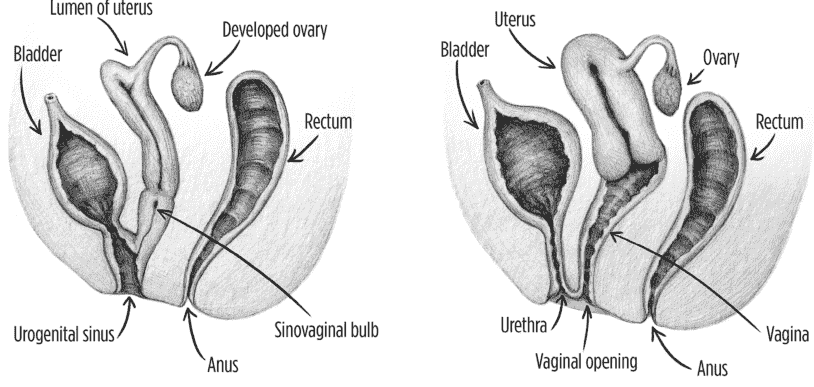 Lumen of uterus
Developed ovary
Bladder
Rectum
Urogenital sinus
Sinovaginal bulb
Anus
Uterus
Bladder
Ovary
Rectum
Urethra
Vaginal opening
Vagina
Anus